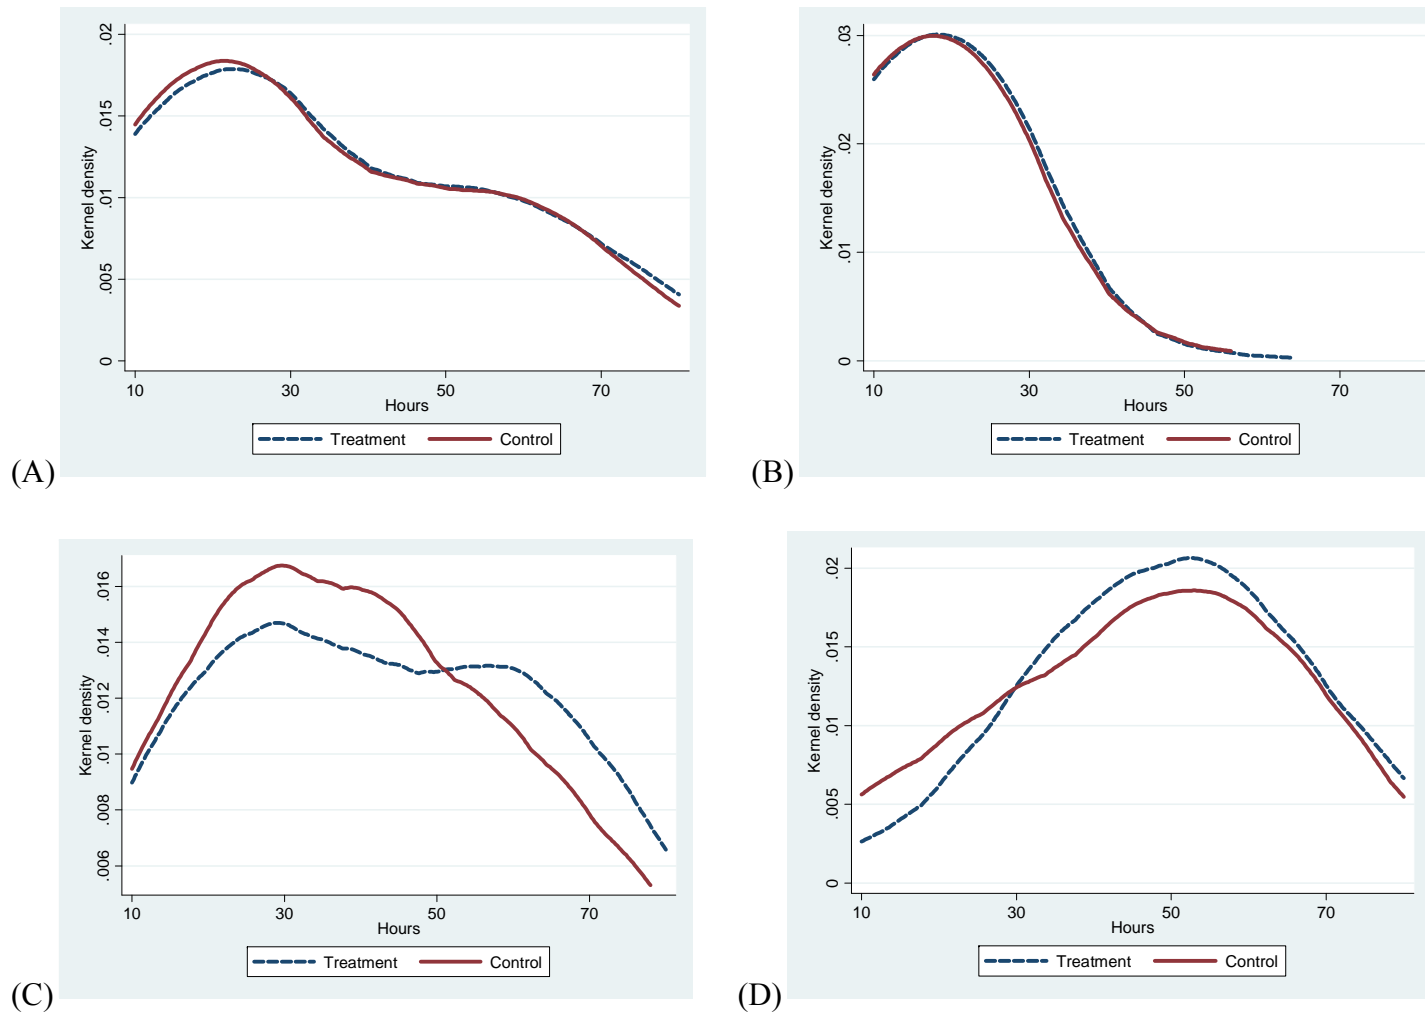 .02
.015
.01
.005
0
Kernel density
10 30 50 70
Hours
Treatment Control
(A)
.03
.02
.01
0
Kernel density
10 30 50 70
Hours
Treatment Control
(B)
.016
.014
.012
.01
.008
.006
Kernel density
10 30 50 70
Hours
Treatment Control
(C)
.02
.015
.01
.005
0
Kernel density
10 30 50 70
Hours
Treatment Control
(D)